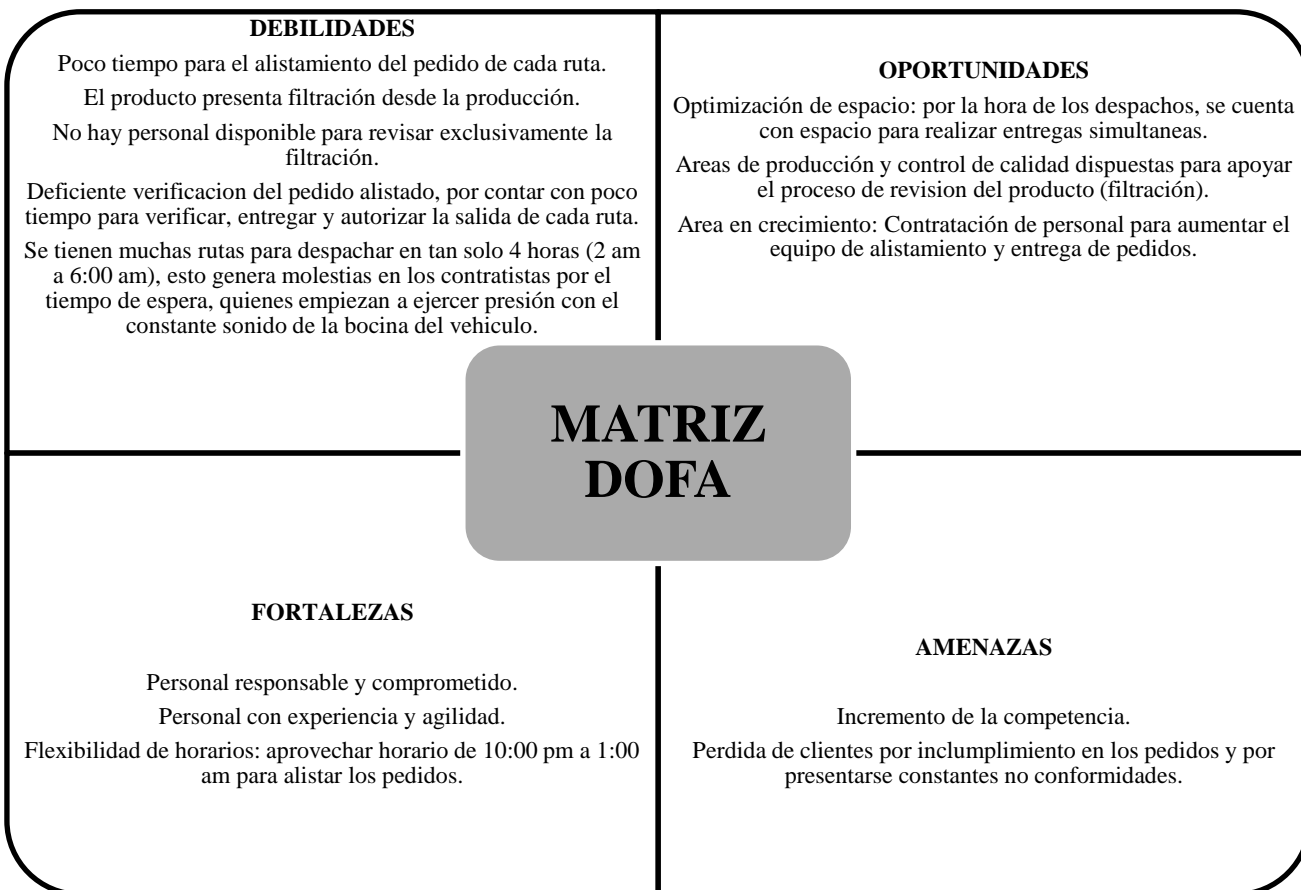 DEBILIDADES
Poco tiempo para el alistamiento del pedido de cada ruta.
El producto presenta filtración desde la producción.
No hay personal disponible para revisar exclusivamente la
filtración.
Deficiente verificacion del pedido alistado, por contar con poco
tiempo para verificar, entregar y autorizar la salida de cada ruta.
Se tienen muchas rutas para despachar en tan solo 4 horas (2 am
a 6:00 am), esto genera molestias en los contratistas por el
tiempo de espera, quienes empiezan a ejercer presión con el
constante sonido de la bocina del vehiculo.
OPORTUNIDADES
Optimización de espacio: por la hora de los despachos, se cuenta
con espacio para realizar entregas simultaneas.
Areas de producción y control de calidad dispuestas para apoyar
el proceso de revision del producto (filtración).
Area en crecimiento: Contratación de personal para aumentar el
equipo de alistamiento y entrega de pedidos.
MATRIZ
DOFA
FORTALEZAS
Personal responsable y comprometido.
Personal con experiencia y agilidad.
Flexibilidad de horarios: aprovechar horario de 10:00 pm a 1:00
am para alistar los pedidos.
AMENAZAS
Incremento de la competencia.
Perdida de clientes por inclumplimiento en los pedidos y por
presentarse constantes no conformidades.